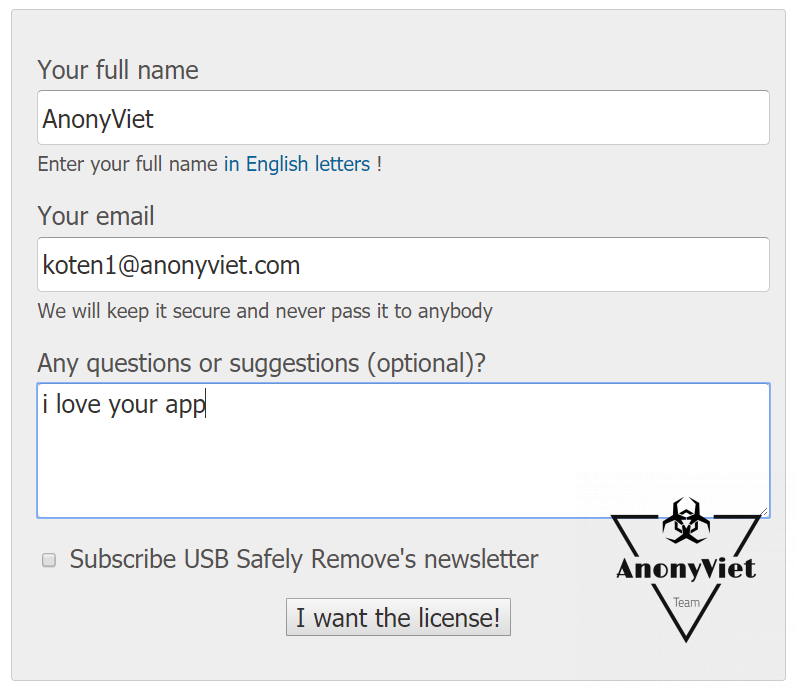 Your full name
AnonyViet
Enter your full name in English letters !
Your email
koten1@anonyviet.com
We will keep it secure and never pass it to anybody
Any questions or suggestions (optional)?
i love your app
Subscribe USB Safely Remove's newsletter
I want the license!
AnonyViet
Team